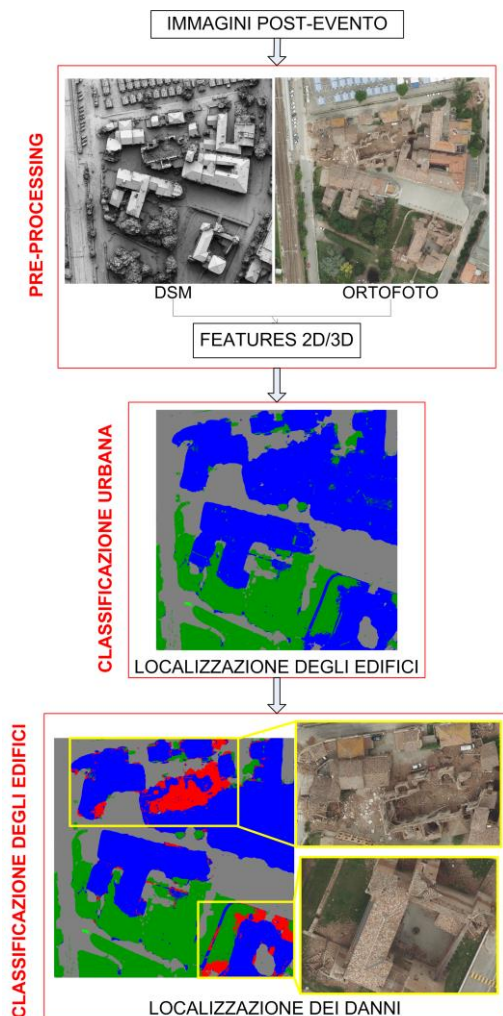 IMMAGINI POST-EVENTO
PRE-PROCESSING
DSM
ORTOFOTO
FEATURES 2D/3D
CLASSIFICAZIONE URBANA
LOCALIZZAZIONE DEGLI EDIFICI
CLASSIFICAZIONE DEGLI EDIFICI
LOCALIZZAZIONE DEI DANNI